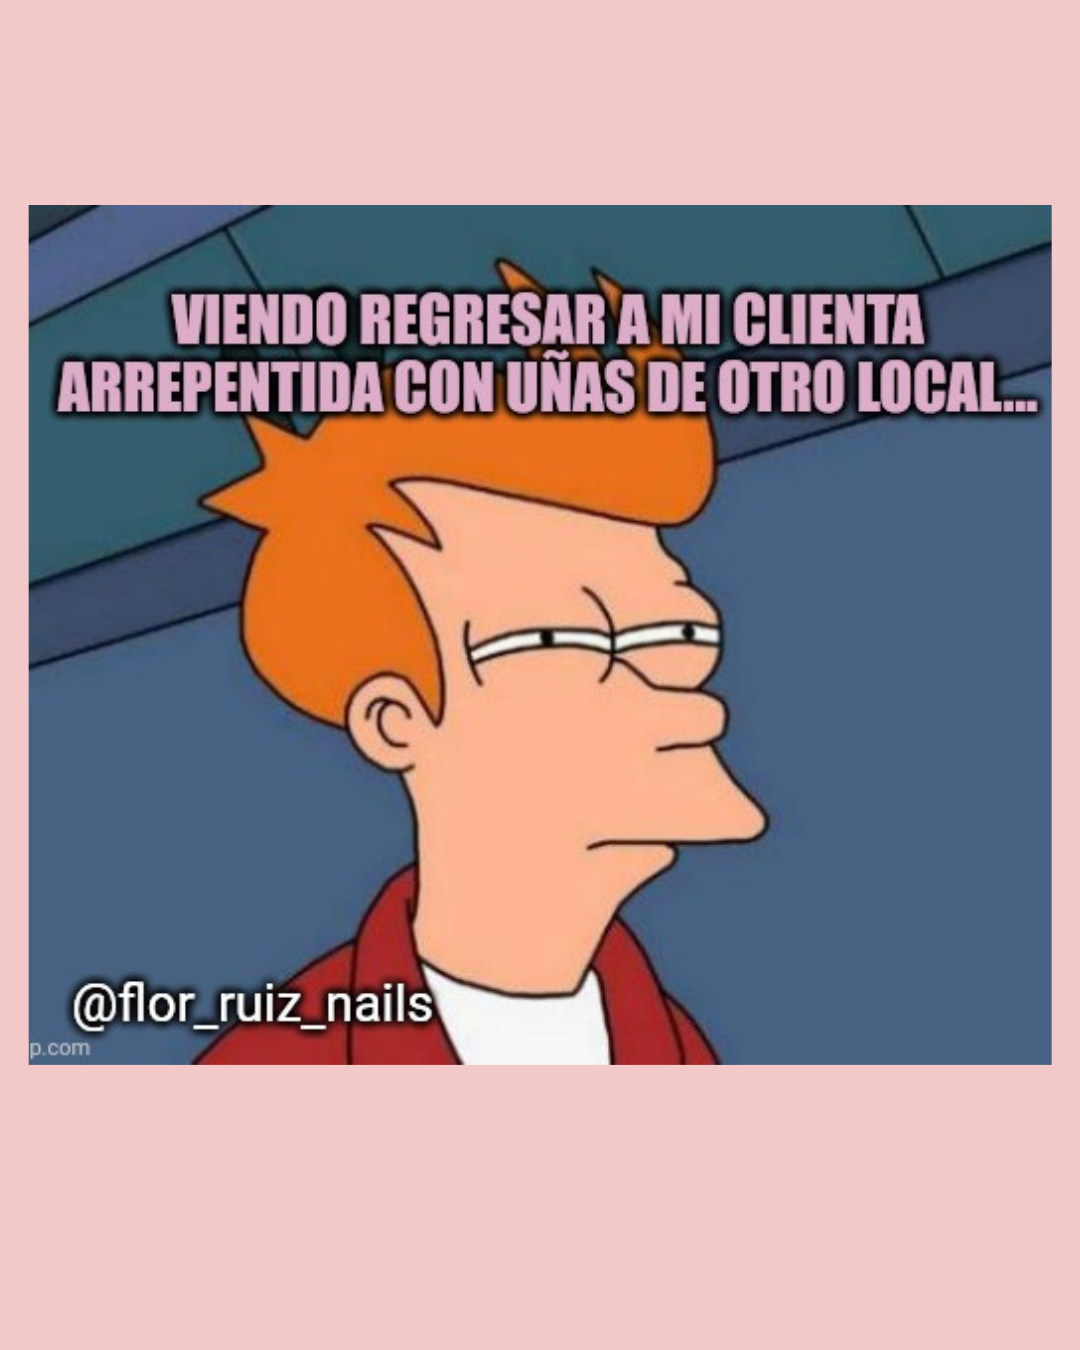 VIENDO REGRESAR A MI CLIENTA
ARREPENTIDA CON UÑAS DE OTRO LOCAL...
@flor_ruiz_nails
p.com